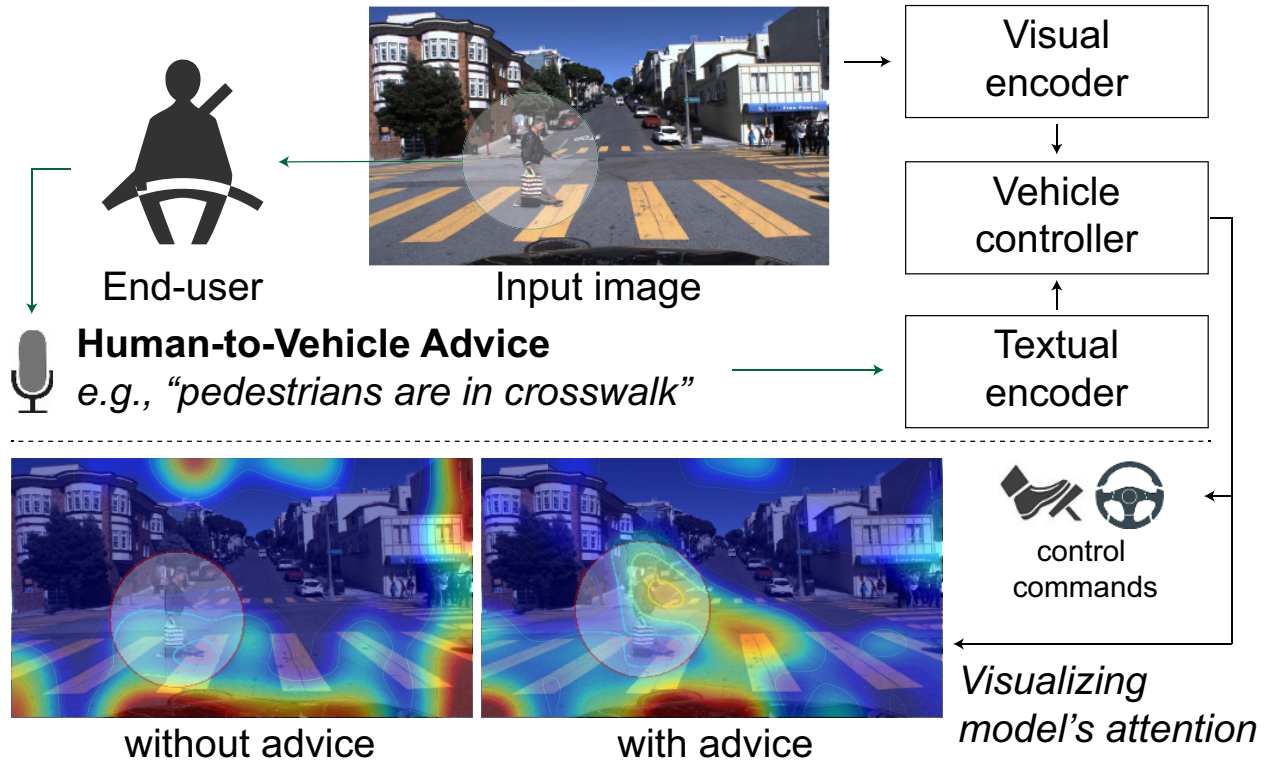 Visual
encoder
Vehicle
controller
End-user
Input image
Human-to-Vehicle Advice
e.g., “pedestrians are in crosswalk”
Textual
encoder
control
commands
Visualizing
model’s attention
without advice
with advice